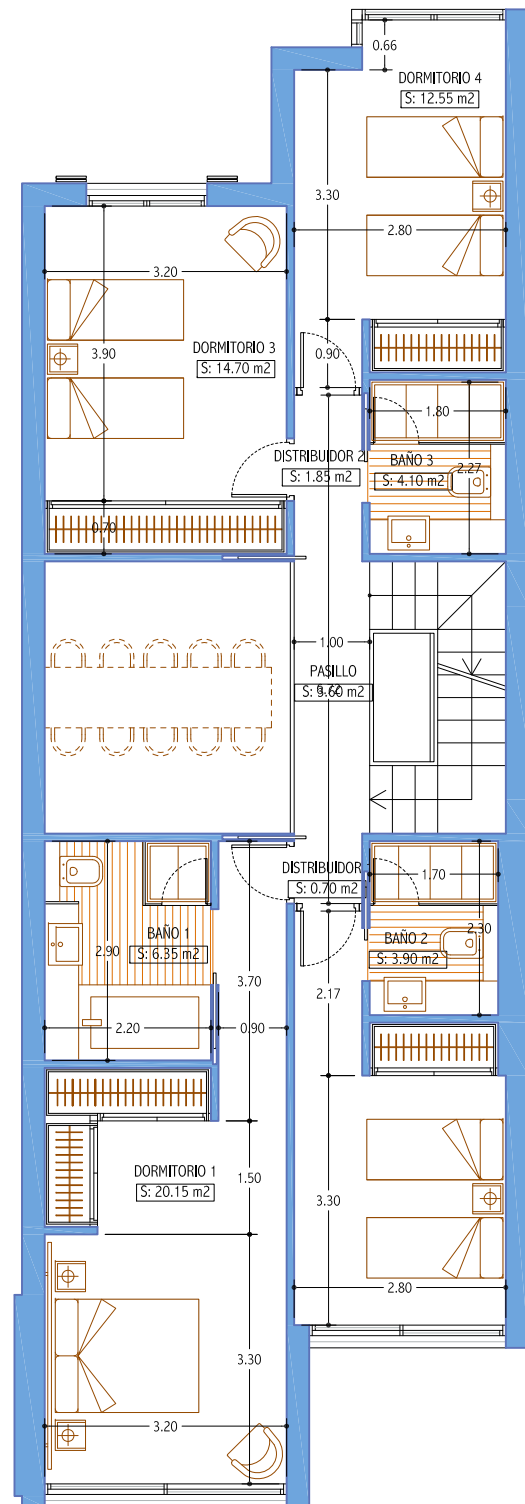 0.66
DORMITORIO 4
S: 12.55 m2
3.30
2.80
3.20
DORMITORIO 3
S: 14.70 m2
3.90
0.90
1.80
DISTRIBUIDOR 2
S: 1.85 m2
BAÑO 3
S: 4.10 m2
2.27
0.70
1.00
PASILLO
S: 5.60 m2
DISTRIBUIDOR
S: 0.70 m2
1.70
BAÑO 1
S: 6.35 m2
2.90
BAÑO 2
S: 3.90 m2
2.30
3.70
2.17
2.20
0.90
DORMITORIO 1
S: 20.15 m2
1.50
3.30
2.80
3.30
3.20